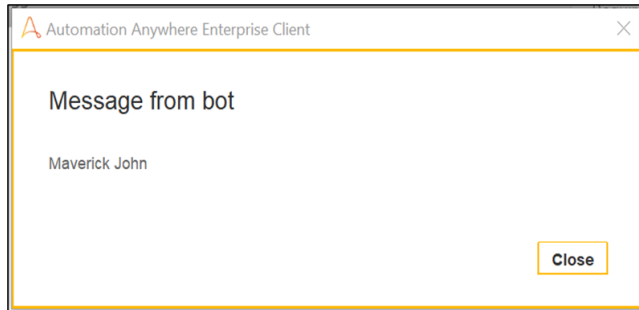 Automation Anywhere Enterprise Client
Message from bot
Maverick John
Close